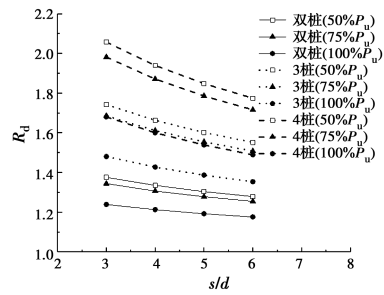 2.2
2.0
1.8
1.6
1.4
1.2
1.0
R_d
2 3 4 5 6 7 8
s/d
双桩(50%P_u)
双桩(75%P_u)
双桩(100%P_u)
3桩(50%P_u)
3桩(75%P_u)
3桩(100%P_u)
4桩(50%P_u)
4桩(75%P_u)
4桩(100%P_u)